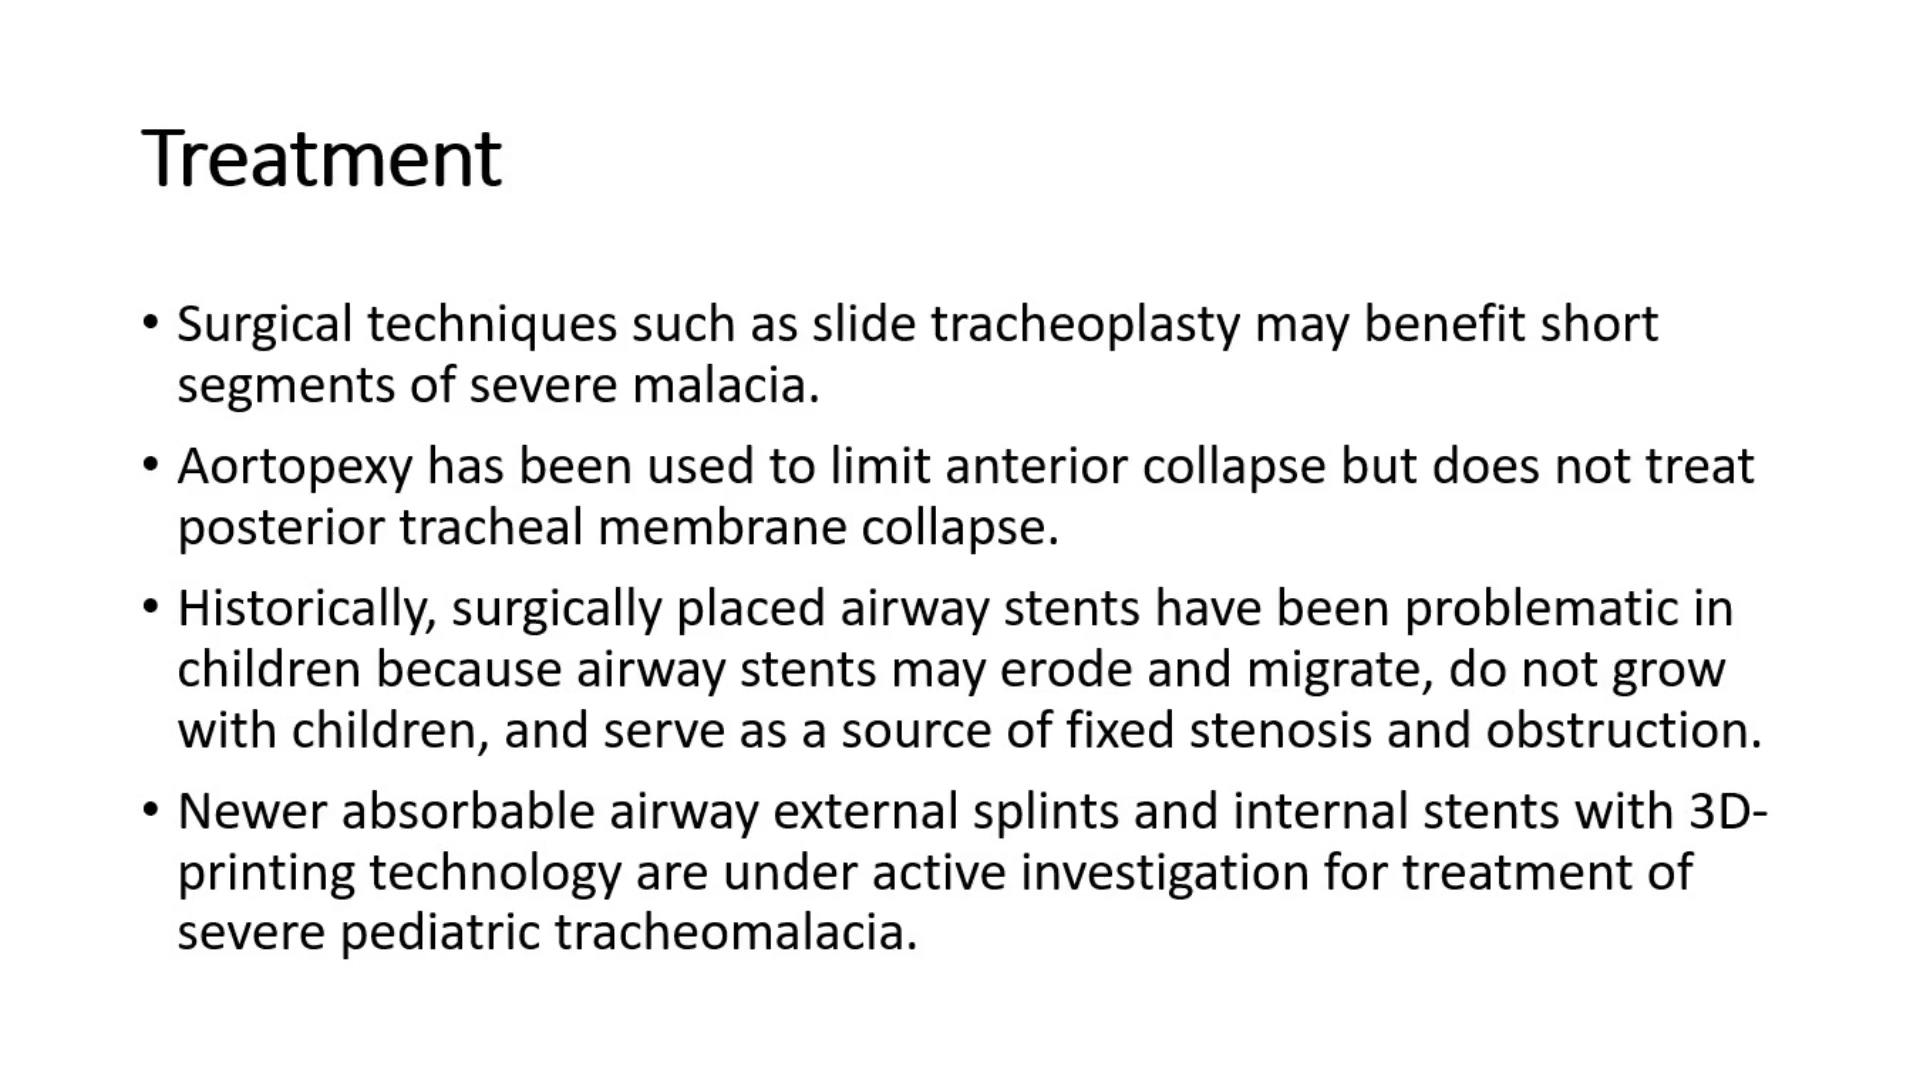 Treatment
• Surgical techniques such as slide tracheoplasty may benefit short
segments of severe malacia.
• Aortopexy has been used to limit anterior collapse but does not treat
posterior tracheal membrane collapse.
• Historically, surgically placed airway stents have been problematic in
children because airway stents may erode and migrate, do not grow
with children, and serve as a source of fixed stenosis and obstruction.
• Newer absorbable airway external splints and internal stents with 3D-
printing technology are under active investigation for treatment of
severe pediatric tracheomalacia.